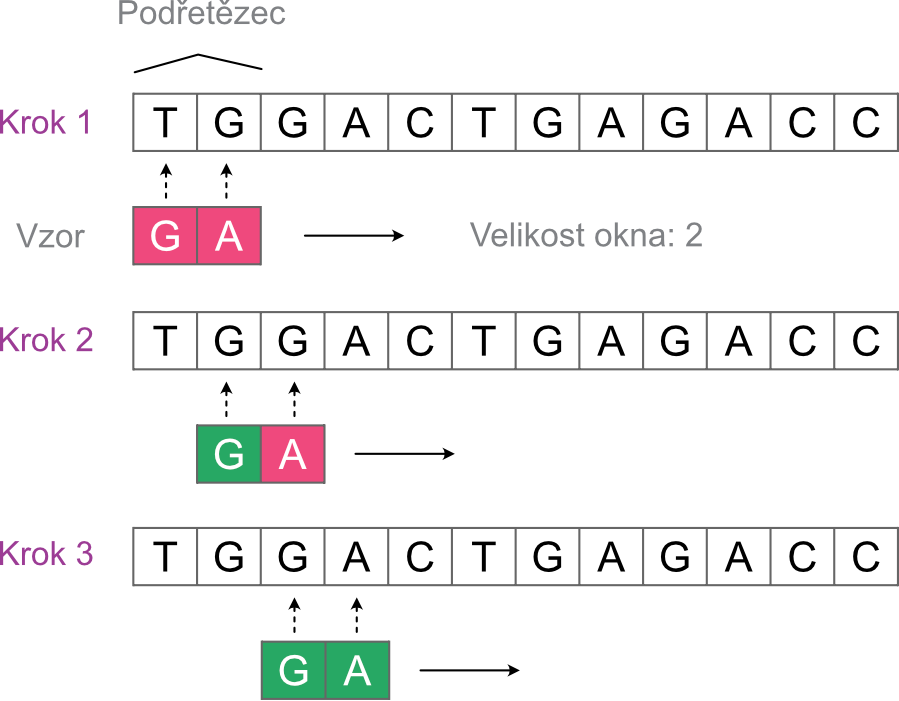 Podřetězec
Krok 1 T G G A C T G A G A C C
Vzor G A Velikost okna: 2
Krok 2 T G G A C T G A G A C C
G A
Krok 3 T G G A C T G A G A C C
G A